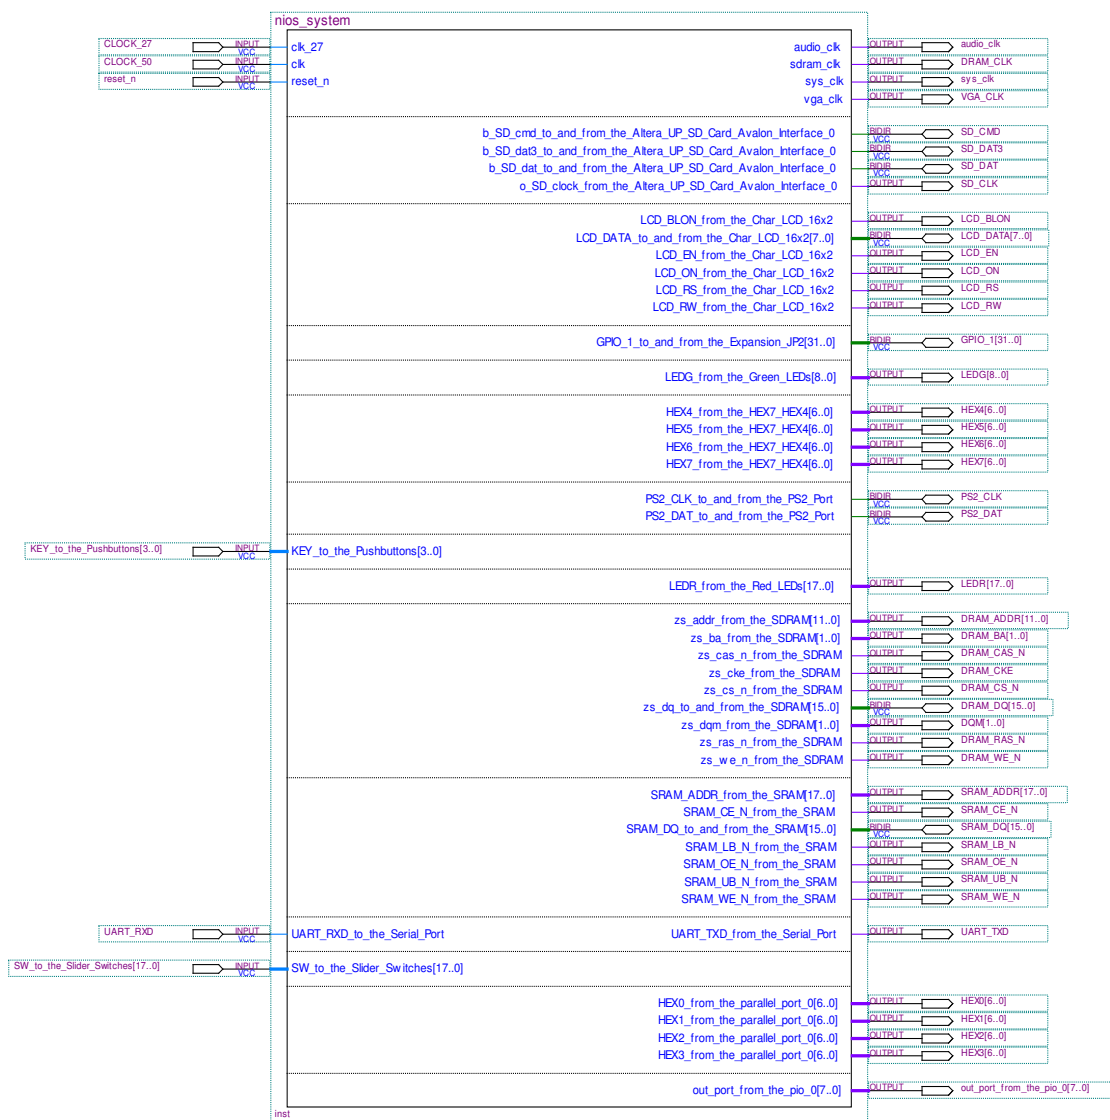 nios_system
CLOCK_27 INPUT VCC clk_27 audio_clk OUTPUT audio_clk
CLOCK_50 INPUT VCC clk sdram_clk OUTPUT DRAM_CLK
reset_n INPUT VCC reset_n sys_clk OUTPUT sys_clk
vga_clk OUTPUT VGA_CLK
b_SD_cmd_to_and_from_the_Altera_UP_SD_Card_Avalon_Interface_0 BIDIR VCC SD_CMD
b_SD_dat3_to_and_from_the_Altera_UP_SD_Card_Avalon_Interface_0 BIDIR VCC SD_DAT3
b_SD_dat_to_and_from_the_Altera_UP_SD_Card_Avalon_Interface_0 BIDIR VCC SD_DAT
o_SD_clock_from_the_Altera_UP_SD_Card_Avalon_Interface_0 OUTPUT SD_CLK
LCD_BLON_from_the_Char_LCD_16x2 OUTPUT LCD_BLON
LCD_DATA_to_and_from_the_Char_LCD_16x2[7..0] BIDIR VCC LCD_DATA[7..0]
LCD_EN_from_the_Char_LCD_16x2 OUTPUT LCD_EN
LCD_ON_from_the_Char_LCD_16x2 OUTPUT LCD_ON
LCD_RS_from_the_Char_LCD_16x2 OUTPUT LCD_RS
LCD_RW_from_the_Char_LCD_16x2 OUTPUT LCD_RW
GPIO_1_to_and_from_the_Expansion_JP2[31..0] BIDIR VCC GPIO_1[31..0]
LEDG_from_the_Green_LEDs[8..0] OUTPUT LEDG[8..0]
HEX4_from_the_HEX7_HEX4[6..0] OUTPUT HEX4[6..0]
HEX5_from_the_HEX7_HEX4[6..0] OUTPUT HEX5[6..0]
HEX6_from_the_HEX7_HEX4[6..0] OUTPUT HEX6[6..0]
HEX7_from_the_HEX7_HEX4[6..0] OUTPUT HEX7[6..0]
PS2_CLK_to_and_from_the_PS2_Port BIDIR VCC PS2_CLK
PS2_DAT_to_and_from_the_PS2_Port BIDIR VCC PS2_DAT
KEY_to_the_Pushbuttons[3..0] INPUT VCC KEY_to_the_Pushbuttons[3..0]
LEDR_from_the_Red_LEDs[17..0] OUTPUT LEDR[17..0]
zs_addr_from_the_SDRAM[11..0] OUTPUT DRAM_ADDR[11..0]
zs_ba_from_the_SDRAM[1..0] OUTPUT DRAM_BA[1..0]
zs_cas_n_from_the_SDRAM OUTPUT DRAM_CAS_N
zs_cke_from_the_SDRAM OUTPUT DRAM_CKE
zs_cs_n_from_the_SDRAM OUTPUT DRAM_CS_N
zs_dq_to_and_from_the_SDRAM[15..0] BIDIR VCC DRAM_DQ[15..0]
zs_dqm_from_the_SDRAM[1..0] OUTPUT DQM[1..0]
zs_ras_n_from_the_SDRAM OUTPUT DRAM_RAS_N
zs_we_n_from_the_SDRAM OUTPUT DRAM_WE_N
SRAM_ADDR_from_the_SRAM[17..0] OUTPUT SRAM_ADDR[17..0]
SRAM_CE_N_from_the_SRAM OUTPUT SRAM_CE_N
SRAM_DQ_to_and_from_the_SRAM[15..0] BIDIR VCC SRAM_DQ[15..0]
SRAM_LB_N_from_the_SRAM OUTPUT SRAM_LB_N
SRAM_OE_N_from_the_SRAM OUTPUT SRAM_OE_N
SRAM_UB_N_from_the_SRAM OUTPUT SRAM_UB_N
SRAM_WE_N_from_the_SRAM OUTPUT SRAM_WE_N
UART_RXD INPUT VCC UART_RXD_to_the_Serial_Port UART_TXD_from_the_Serial_Port OUTPUT UART_TXD
SW_to_the_Slider_Switches[17..0] INPUT VCC SW_to_the_Slider_Switches[17..0]
HEX0_from_the_parallel_port_0[6..0] OUTPUT HEX0[6..0]
HEX1_from_the_parallel_port_0[6..0] OUTPUT HEX1[6..0]
HEX2_from_the_parallel_port_0[6..0] OUTPUT HEX2[6..0]
HEX3_from_the_parallel_port_0[6..0] OUTPUT HEX3[6..0]
out_port_from_the_pio_0[7..0] OUTPUT out_port_from_the_pio_0[7..0]
inst